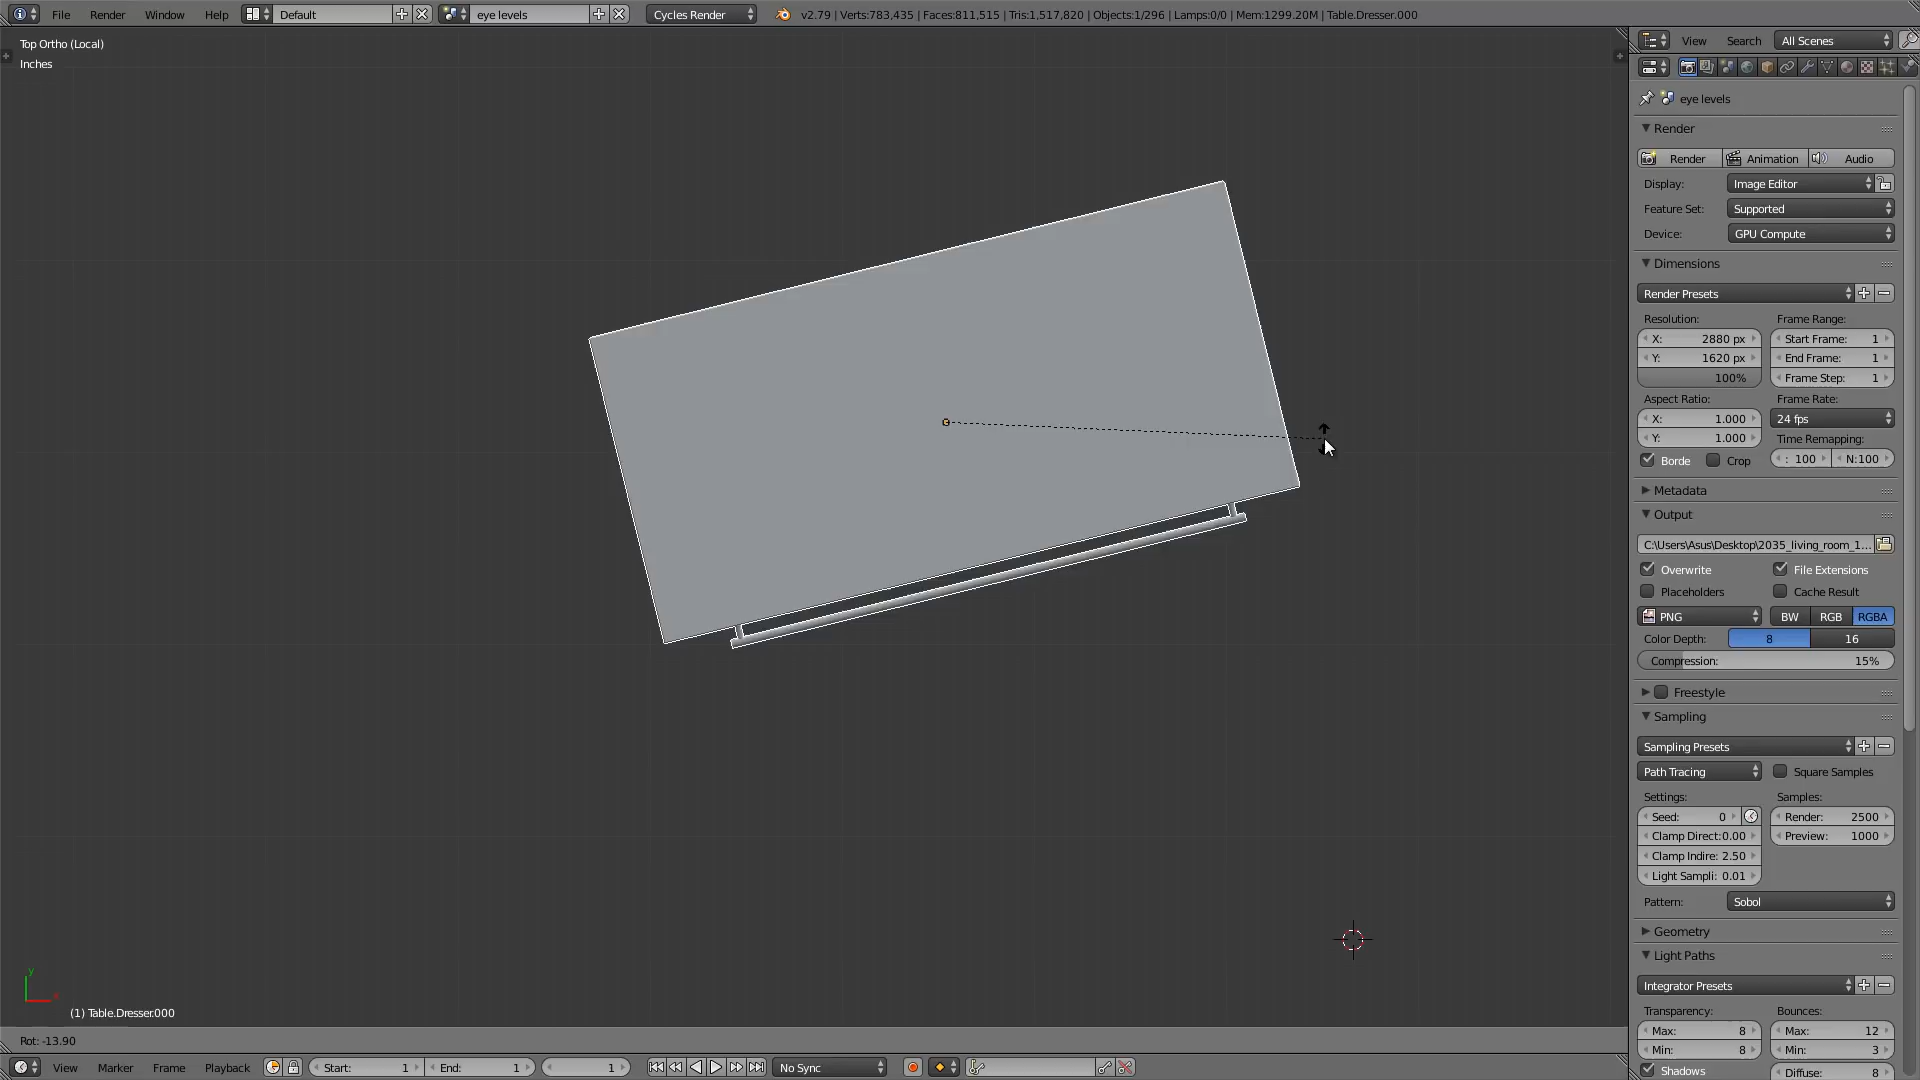 File Render Window Help Default eye levels Cycles Render v2.79 | Verts:783,435 | Faces:811,515 | Tris:1,517,820 | Objects:1/296 | Lamps:0/0 | Mem:1299.20M | Table.Dresser.000
Top Ortho (Local)
Inches
(1) Table.Dresser.000
Rot: -13.90
View Marker Frame Playback Start: 1 End: 1 1 No Sync
View Search All Scenes
eye levels
Render
Render Animation Audio
Display: Image Editor
Feature Set: Supported
Device: GPU Compute
Dimensions
Render Presets
Resolution: Frame Range:
X: 2880 px Start Frame: 1
Y: 1620 px End Frame: 1
100% Frame Step: 1
Aspect Ratio: Frame Rate:
X: 1.000 24 fps
Y: 1.000 Time Remapping:
Borde Crop : 100 N:100
Metadata
Output
C:\Users\Asus\Desktop\2035_living_room_1...
Overwrite File Extensions
Placeholders Cache Result
PNG BW RGB RGBA
Color Depth: 8 16
Compression: 15%
Freestyle
Sampling
Sampling Presets
Path Tracing Square Samples
Settings: Samples:
Seed: 0 Render: 2500
Clamp Direct:0.00 Preview: 1000
Clamp Indire: 2.50
Light Sampli: 0.01
Pattern: Sobol
Geometry
Light Paths
Integrator Presets
Transparency: Bounces:
Max: 8 Max: 12
Min: 8 Min: 3
Shadows Diffuse: 8